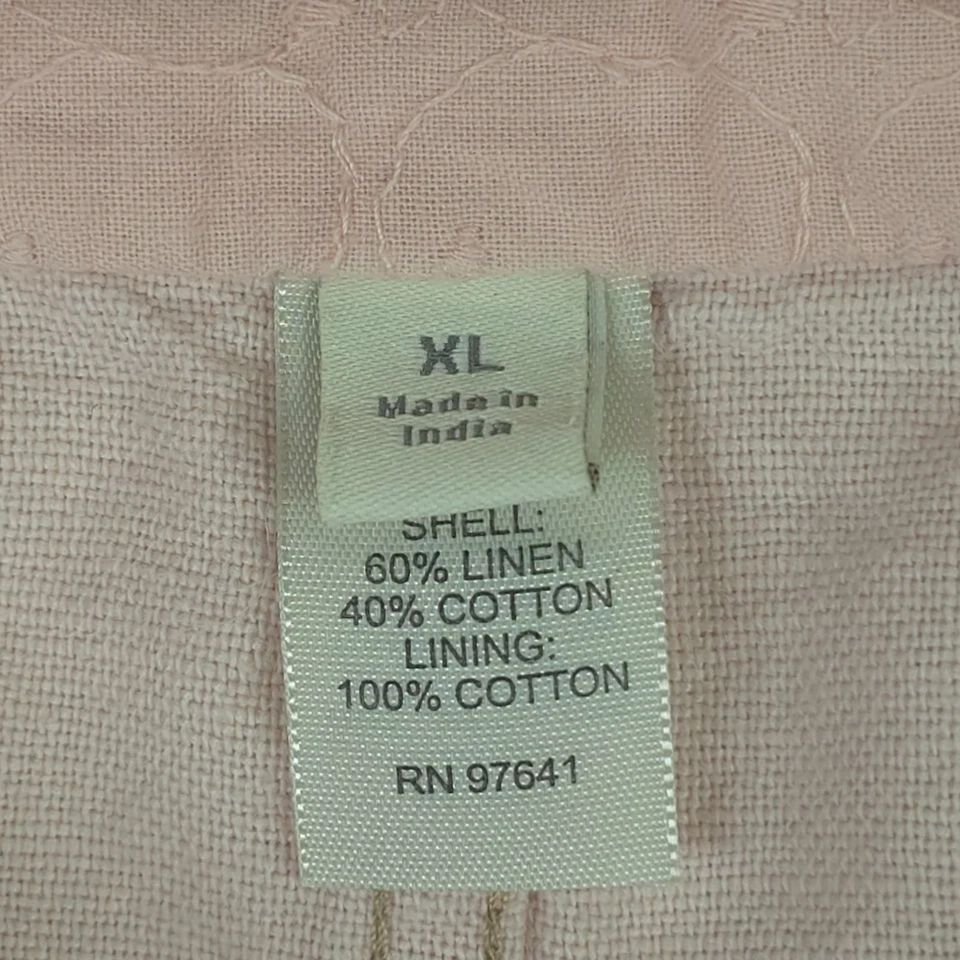 XL
Made in
India
SHELL:
60% LINEN
40% COTTON
LINING:
100% COTTON
RN 97641